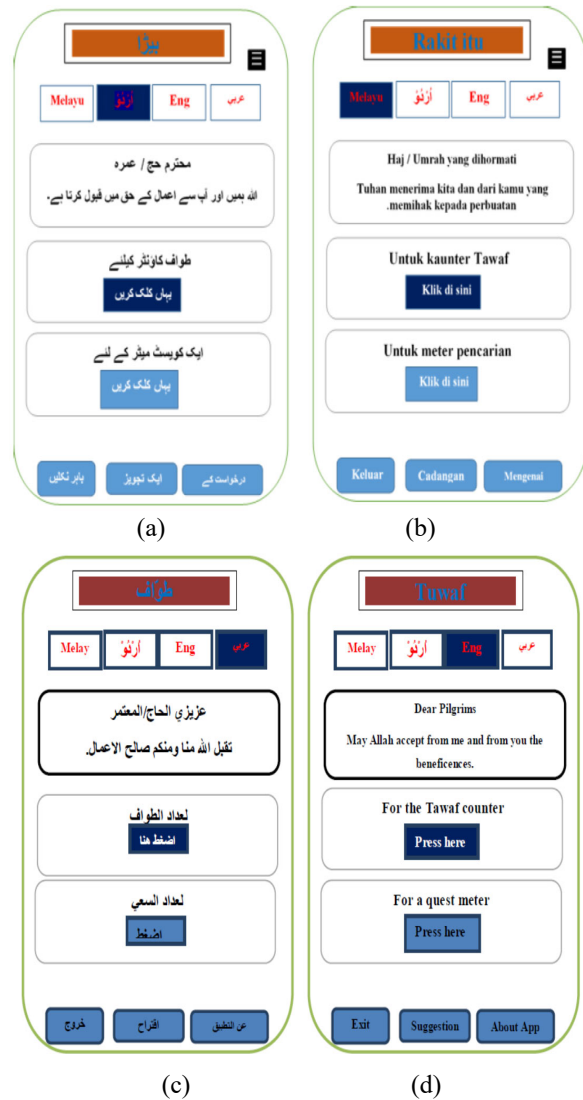 بیڑا
Melayu اُرْدُوْ Eng عربي
محترم حج / عمره
الله ہمیں اور آپ سے اعمال کے حق میں قبول کرتا ہے۔
طواف کاؤنٹر کیلئے
یہاں کلک کریں
ایک کویسٹ میٹر کے لئے
یہاں کلک کریں
باہر نکلیں ایک تجویز درخواست کے
(a)
Rakit itu
Melayu اُرْدُوْ Eng عربي
Haj / Umrah yang dihormati
Tuhan menerima kita dan dari kamu yang
.memihak kepada perbuatan
Untuk kaunter Tawaf
Klik di sini
Untuk meter pencarian
Klik di sini
Keluar Cadangan Mengenai
(b)
طوّاف
Melay اُرْدُوْ Eng عربي
عزيزي الحاج/المعتمر
تقبل الله منا ومنكم صالح الاعمال.
لعداد الطواف
اضغط هنا
لعداد السعي
اضغط
خروج اقتراح عن التطبيق
(c)
Tuwaf
Melay اُرْدُوْ Eng عربي
Dear Pilgrims
May Allah accept from me and from you the
beneficences.
For the Tawaf counter
Press here
For a quest meter
Press here
Exit Suggestion About App
(d)